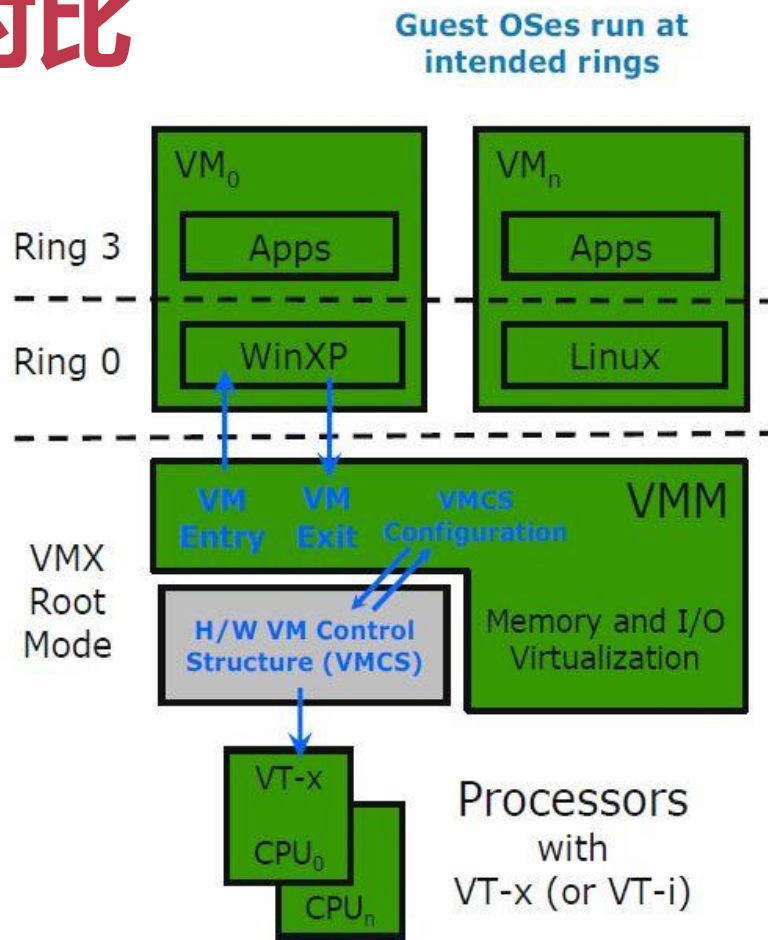 对比
Guest OSes run at
intended rings
VM₀
VMₙ
Ring 3
Apps
Apps
Ring 0
WinXP
Linux
VM
Entry
VM
Exit
VMCS
Configuration
VMM
VMX
Root
Mode
H/W VM Control
Structure (VMCS)
Memory and I/O
Virtualization
VT-x
CPU₀
CPUₙ
Processors
with
VT-x (or VT-i)